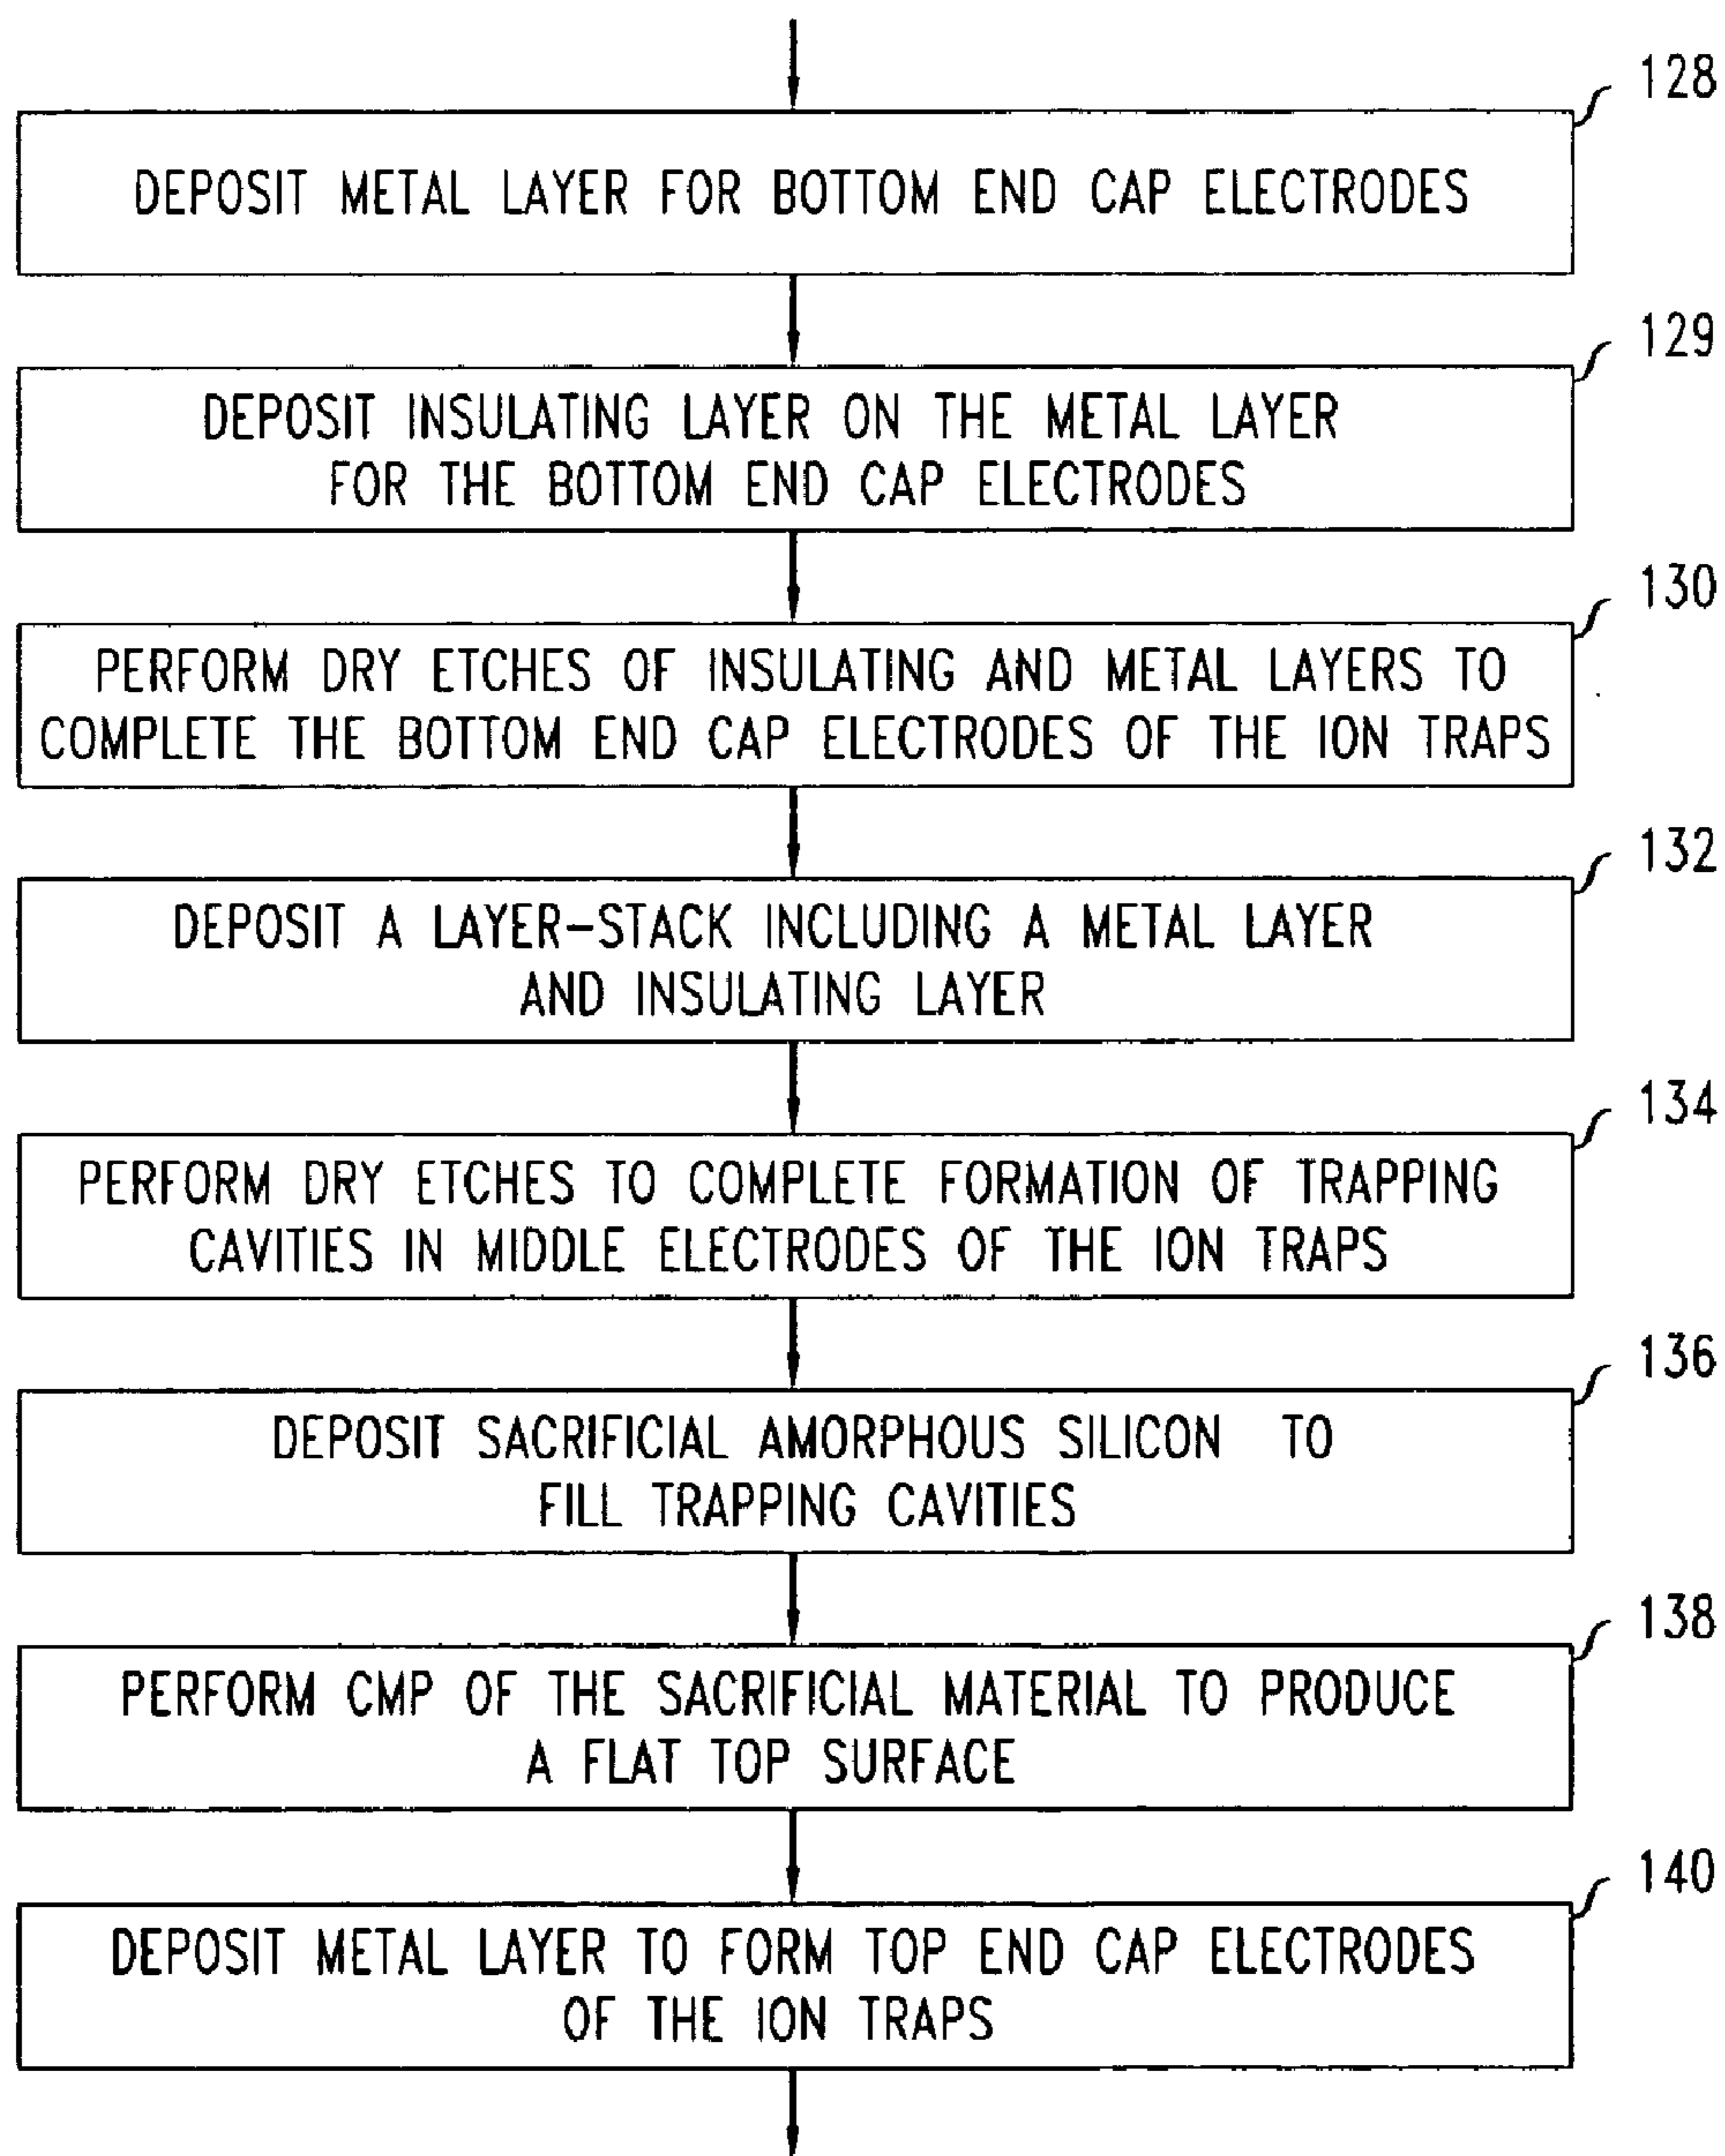 128
DEPOSIT METAL LAYER FOR BOTTOM END CAP ELECTRODES
129
DEPOSIT INSULATING LAYER ON THE METAL LAYER
FOR THE BOTTOM END CAP ELECTRODES
130
PERFORM DRY ETCHES OF INSULATING AND METAL LAYERS TO
COMPLETE THE BOTTOM END CAP ELECTRODES OF THE ION TRAPS
132
DEPOSIT A LAYER-STACK INCLUDING A METAL LAYER
AND INSULATING LAYER
134
PERFORM DRY ETCHES TO COMPLETE FORMATION OF TRAPPING
CAVITIES IN MIDDLE ELECTRODES OF THE ION TRAPS
136
DEPOSIT SACRIFICIAL AMORPHOUS SILICON TO
FILL TRAPPING CAVITIES
138
PERFORM CMP OF THE SACRIFICIAL MATERIAL TO PRODUCE
A FLAT TOP SURFACE
140
DEPOSIT METAL LAYER TO FORM TOP END CAP ELECTRODES
OF THE ION TRAPS